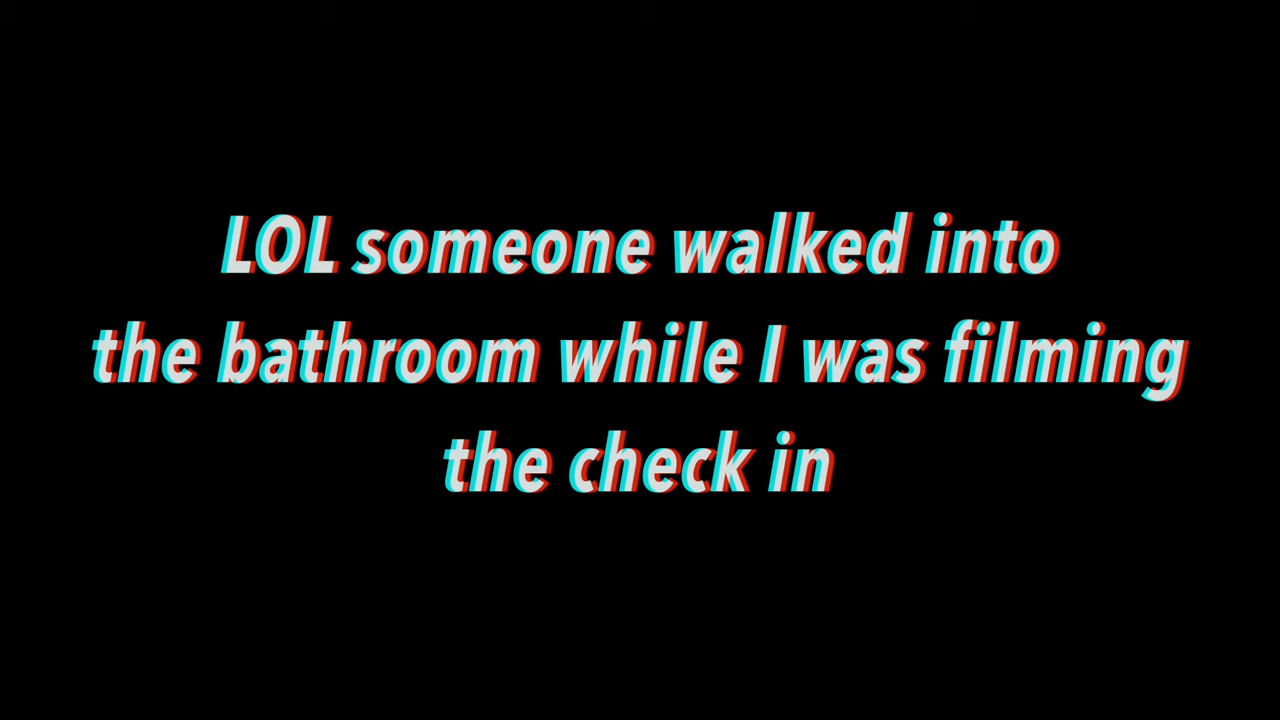 LOL someone walked into
the bathroom while I was filming
the check in